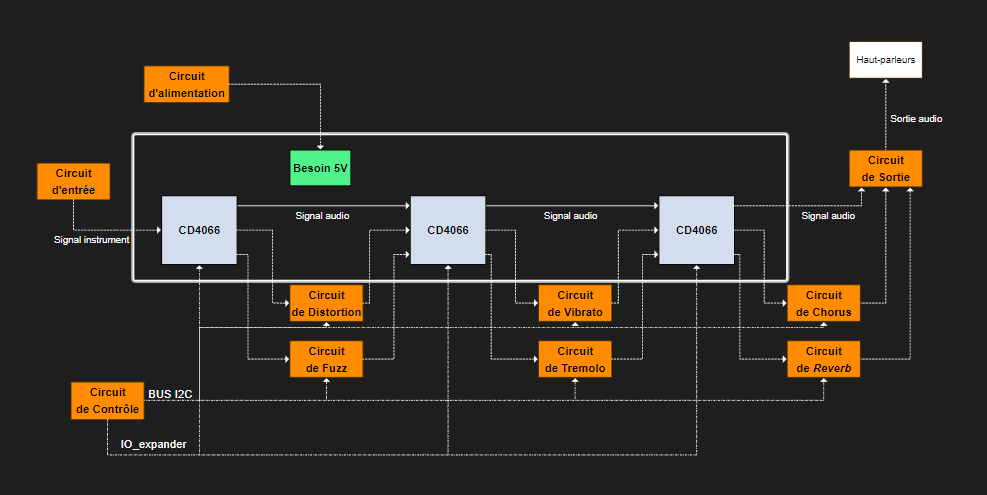 Haut-parleurs
Circuit
d'alimentation
Sortie audio
Circuit
de Sortie
Besoin 5V
Circuit
d'entrée
Signal audio
Signal audio
Signal audio
CD4066
CD4066
CD4066
Signal instrument
Circuit
de Distortion
Circuit
de Vibrato
Circuit
de Chorus
Circuit
de Fuzz
Circuit
de Tremolo
Circuit
de Reverb
Circuit
de Contrôle
BUS I2C
IO_expander